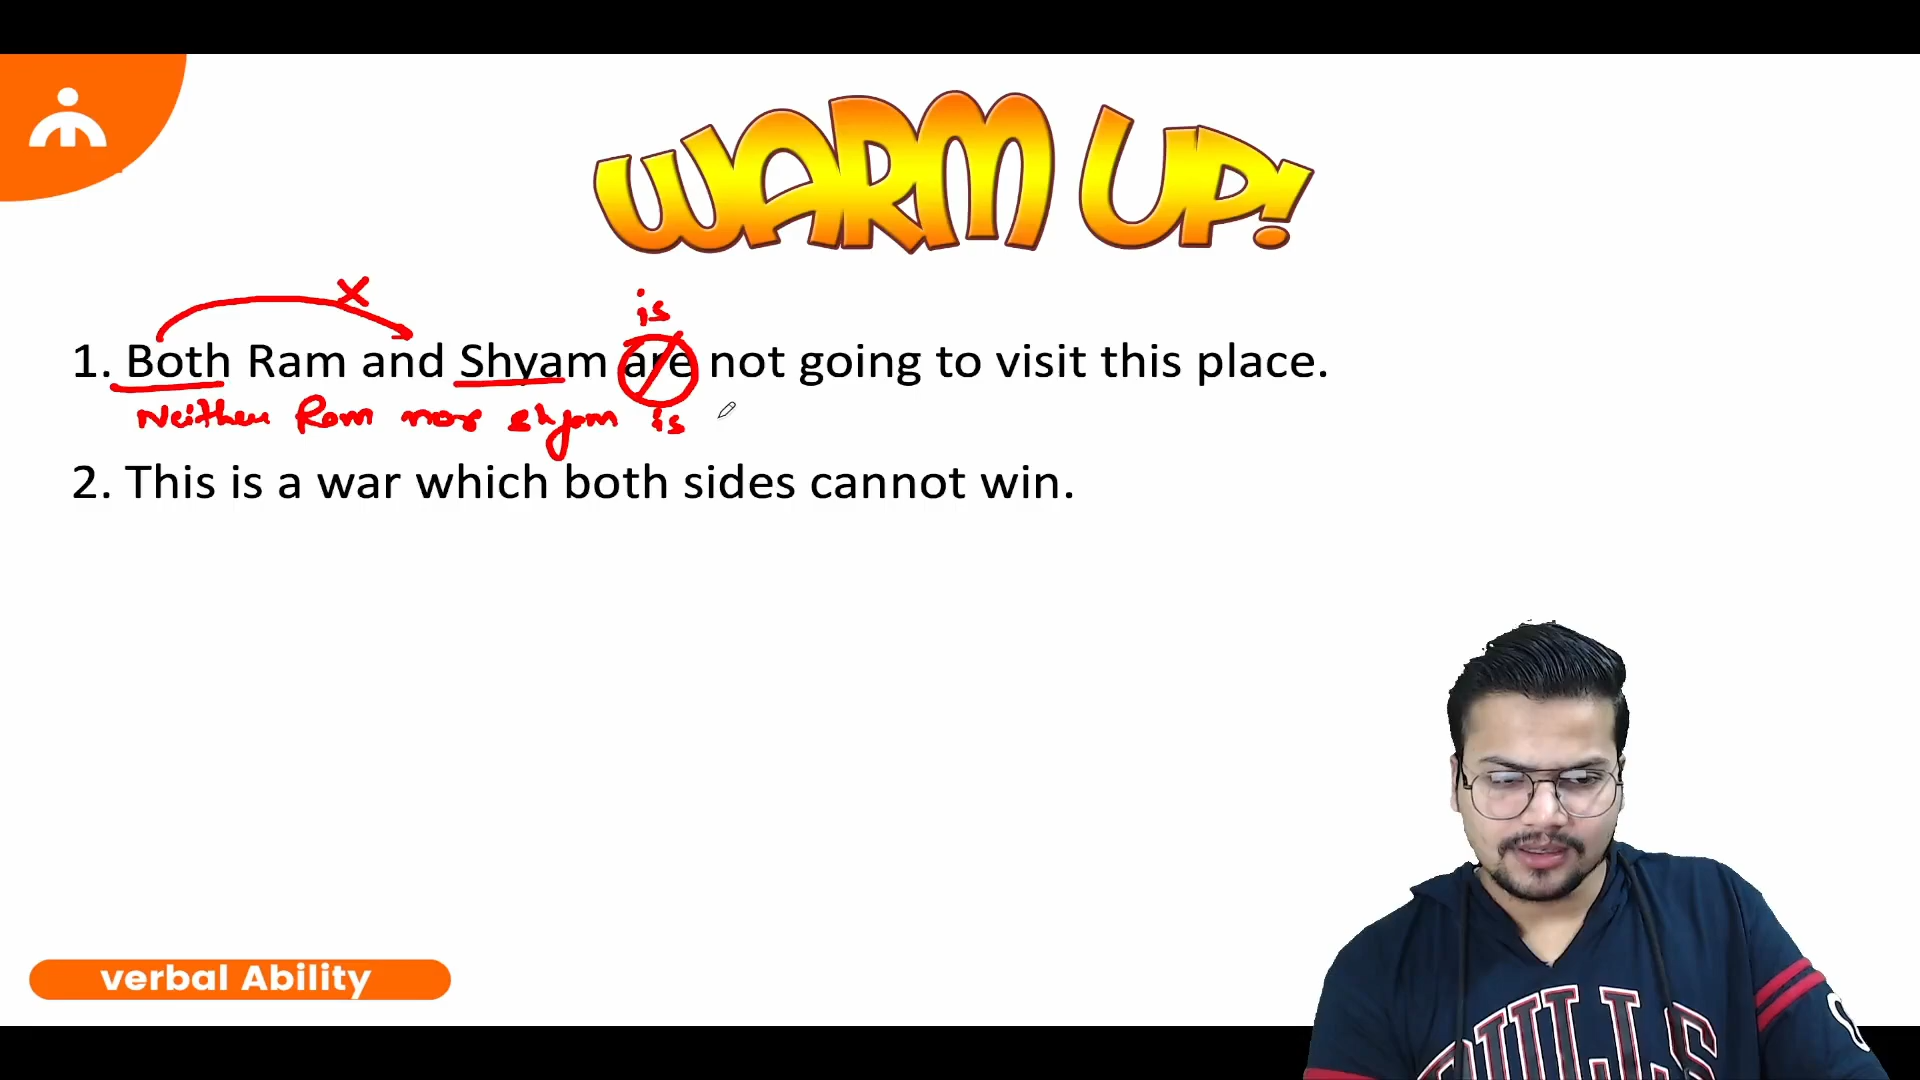 WARM UP!
x
is
1. Both Ram and Shyam are not going to visit this place.
Neither Ram nor shyam is
2. This is a war which both sides cannot win.
verbal Ability
BULLS